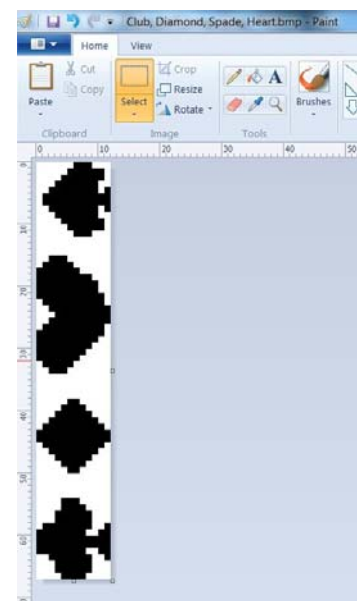 Club, Diamond, Spade, Heart.bmp - Paint
Home View
Cut
Copy
Paste
Crop
Resize
Select
Rotate
A
Brushes
Clipboard Image Tools
0 10 20 30 40 50
0
10
20
30
40
50
60